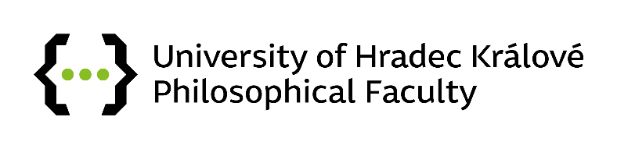 University of Hradec Králové
Philosophical Faculty